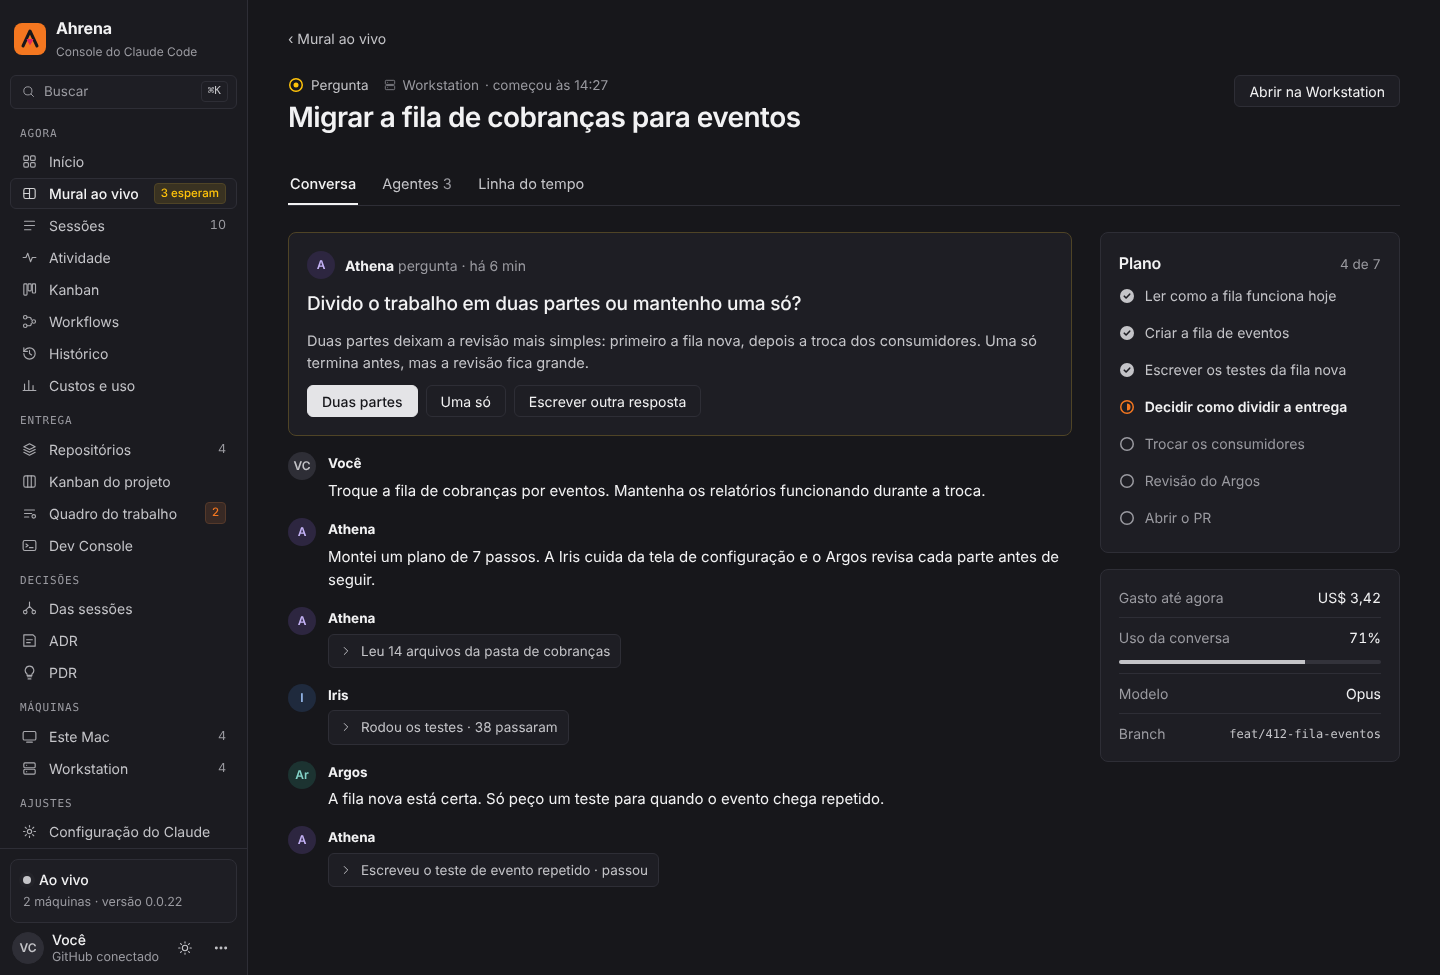 Ahrena
Console do Claude Code
Buscar ⌘K
AGORA
Início
Mural ao vivo 3 esperam
Sessões 10
Atividade
Kanban
Workflows
Histórico
Custos e uso
ENTREGA
Repositórios 4
Kanban do projeto
Quadro do trabalho 2
Dev Console
DECISÕES
Das sessões
ADR
PDR
MÁQUINAS
Este Mac 4
Workstation 4
AJUSTES
Configuração do Claude
Ao vivo
2 máquinas · versão 0.0.22
VC Você
GitHub conectado
‹ Mural ao vivo
Pergunta Workstation · começou às 14:27
Migrar a fila de cobranças para eventos
Abrir na Workstation
Conversa Agentes 3 Linha do tempo
A Athena pergunta · há 6 min
Divido o trabalho em duas partes ou mantenho uma só?
Duas partes deixam a revisão mais simples: primeiro a fila nova, depois a troca dos consumidores. Uma só
termina antes, mas a revisão fica grande.
Duas partes Uma só Escrever outra resposta
VC Você
Troque a fila de cobranças por eventos. Mantenha os relatórios funcionando durante a troca.
A Athena
Montei um plano de 7 passos. A Iris cuida da tela de configuração e o Argos revisa cada parte antes de
seguir.
A Athena
Leu 14 arquivos da pasta de cobranças
I Iris
Rodou os testes · 38 passaram
Ar Argos
A fila nova está certa. Só peço um teste para quando o evento chega repetido.
A Athena
Escreveu o teste de evento repetido · passou
Plano 4 de 7
Ler como a fila funciona hoje
Criar a fila de eventos
Escrever os testes da fila nova
Decidir como dividir a entrega
Trocar os consumidores
Revisão do Argos
Abrir o PR
Gasto até agora US$ 3,42
Uso da conversa 71%
Modelo Opus
Branch feat/412-fila-eventos